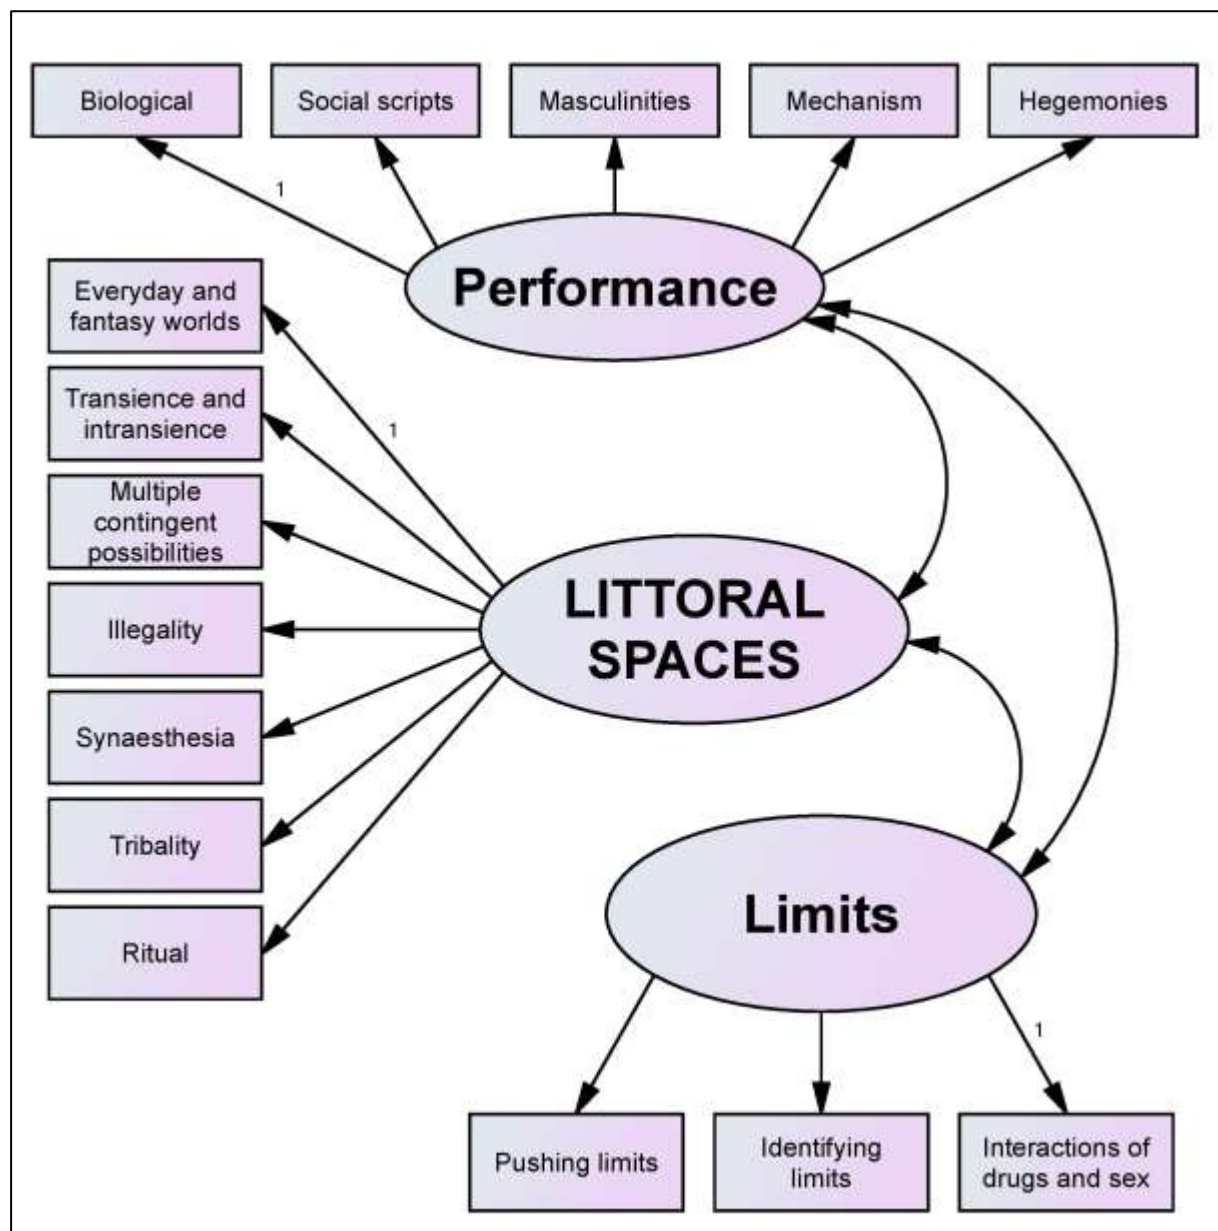 Biological
Social scripts
Masculinities
Mechanism
Hegemonies
1
Performance
Everyday and
fantasy worlds
Transience and
intransience
1
Multiple
contingent
possibilities
Illegality
Synaesthesia
Tribality
Ritual
LITTORAL
SPACES
Limits
1
Pushing limits
Identifying
limits
Interactions of
drugs and sex